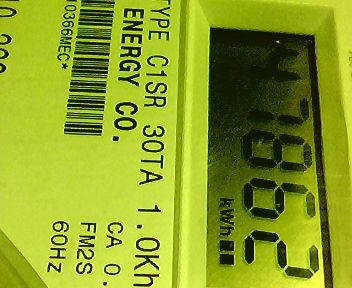 TYPE C1SR 30TA 1.0Kh
ENERGY CO.
CA 0.
FM2S
60Hz
0366MEC*
47862
kWh